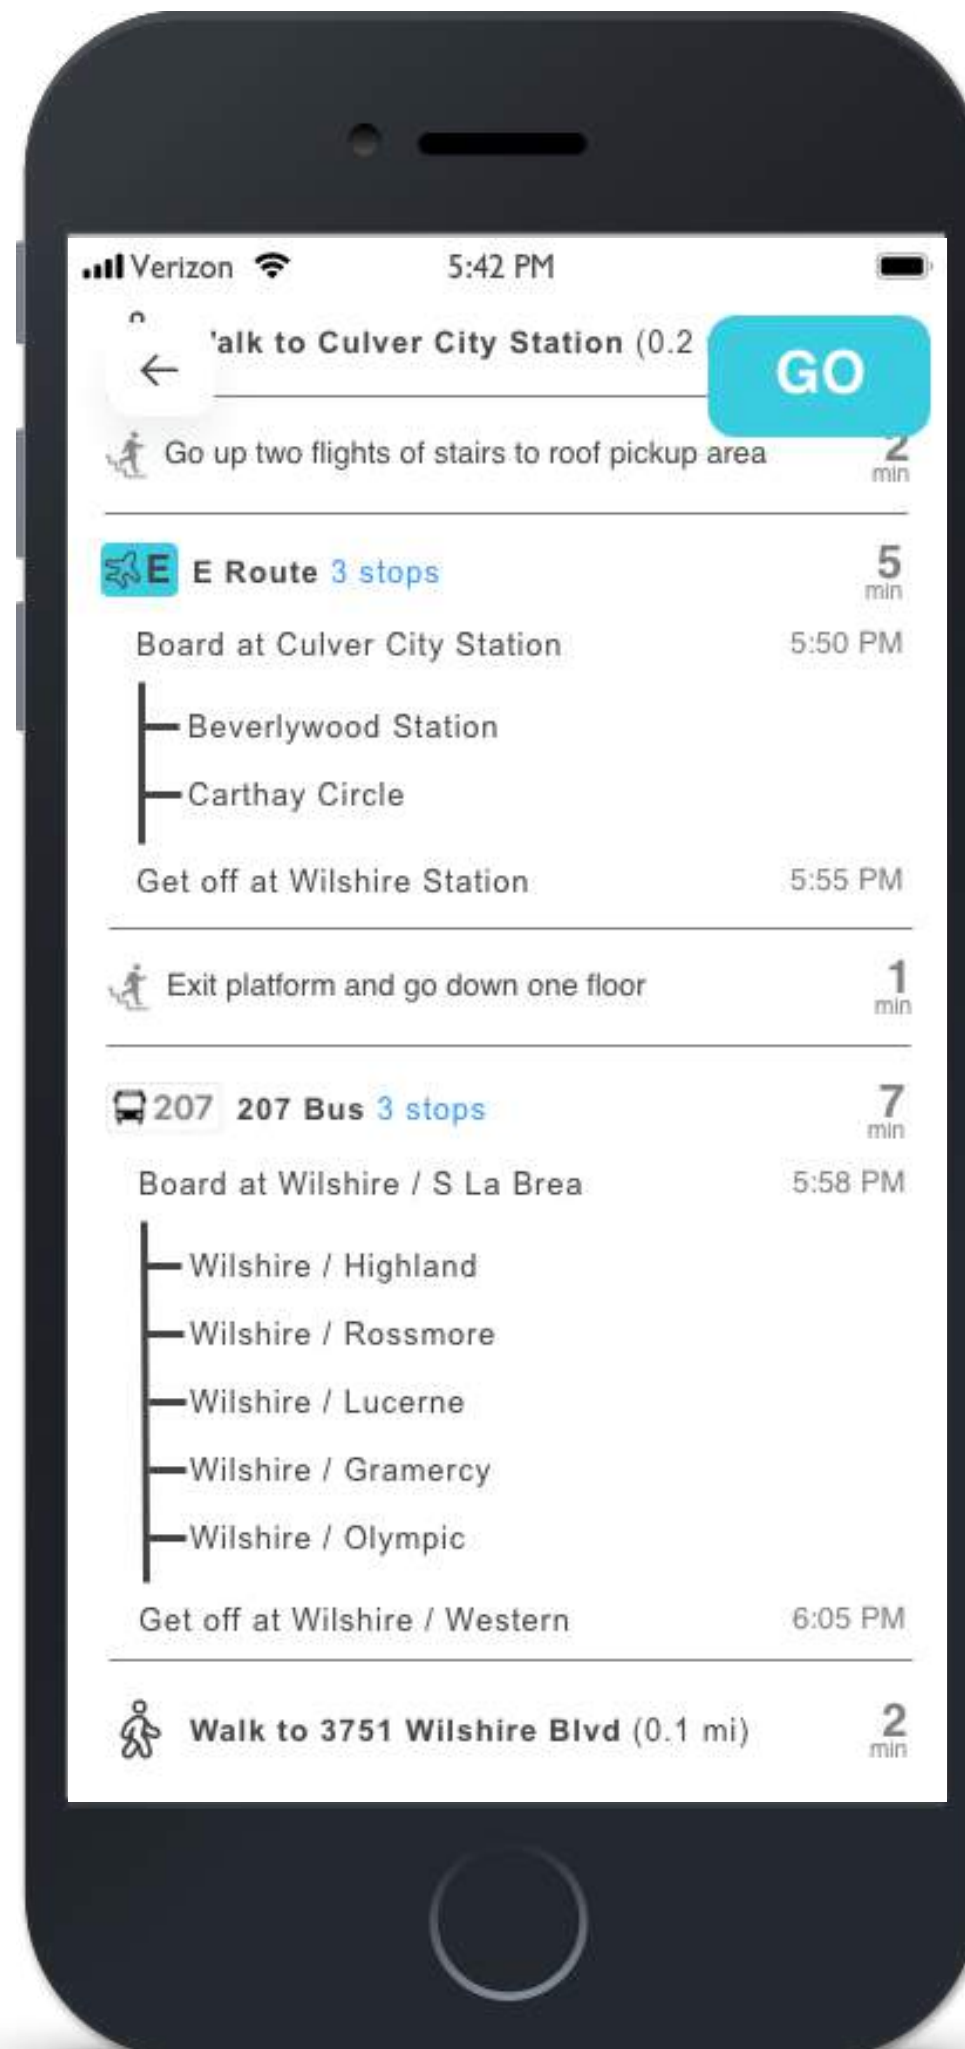 Verizon 5:42 PM
'alk to Culver City Station (0.2
GO
Go up two flights of stairs to roof pickup area 2 min
E E Route 3 stops 5 min
Board at Culver City Station 5:50 PM
Beverlywood Station
Carthay Circle
Get off at Wilshire Station 5:55 PM
Exit platform and go down one floor 1 min
207 207 Bus 3 stops 7 min
Board at Wilshire / S La Brea 5:58 PM
Wilshire / Highland
Wilshire / Rossmore
Wilshire / Lucerne
Wilshire / Gramercy
Wilshire / Olympic
Get off at Wilshire / Western 6:05 PM
Walk to 3751 Wilshire Blvd (0.1 mi) 2 min